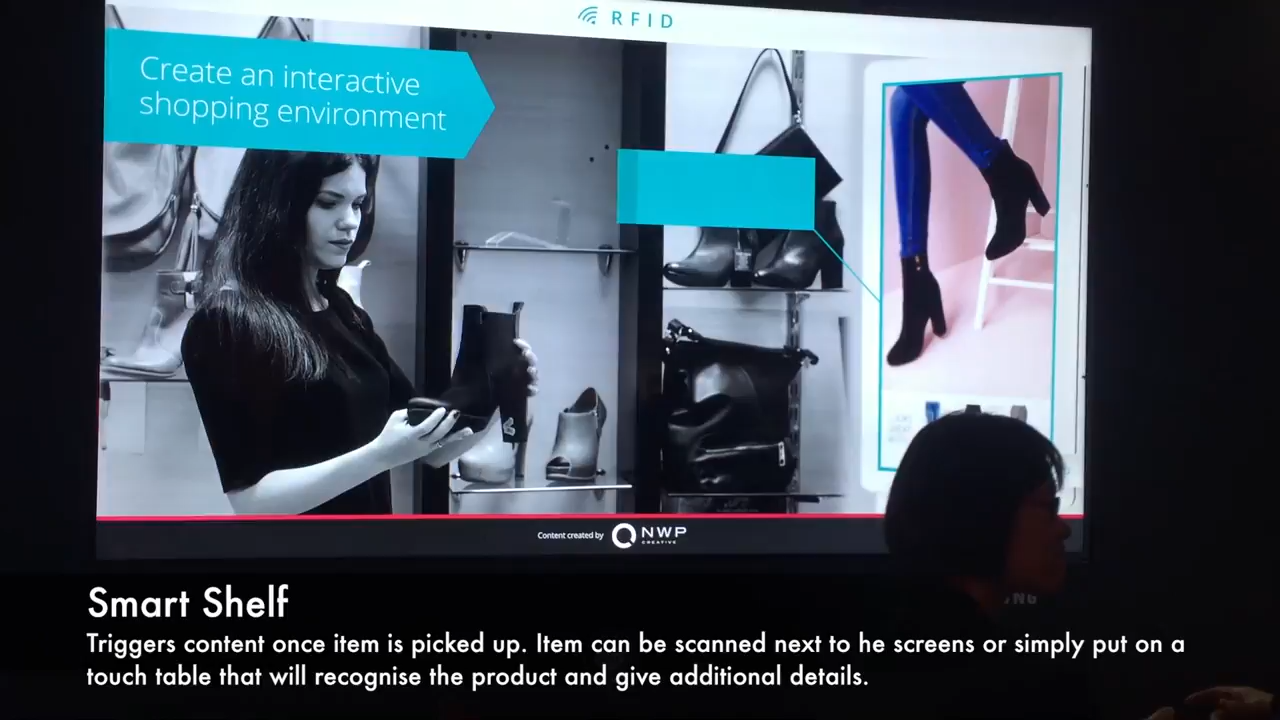 RFID
Create an interactive
shopping environment
Content created by NWP
CREATIVE
Smart Shelf
Triggers content once item is picked up. Item can be scanned next to he screens or simply put on a
touch table that will recognise the product and give additional details.